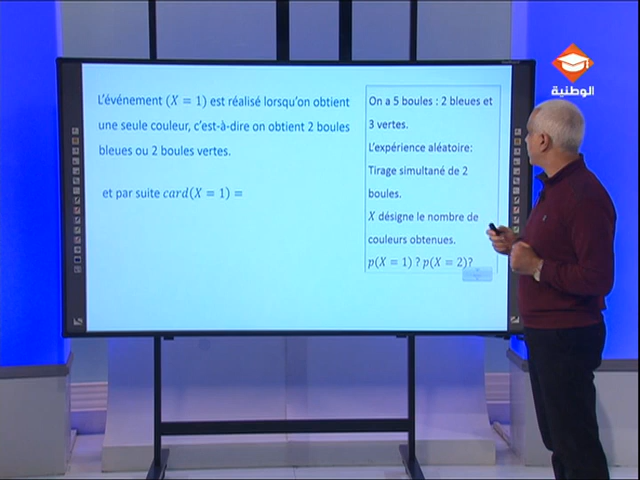 L'événement (X = 1) est réalisé lorsqu'on obtient
une seule couleur, c'est-à-dire on obtient 2 boules
bleues ou 2 boules vertes.
et par suite card(X = 1) =
On a 5 boules : 2 bleues et
3 vertes.
L'expérience aléatoire:
Tirage simultané de 2
boules.
X désigne le nombre de
couleurs obtenues.
p(X = 1) ? p(X = 2)?
الوطنية